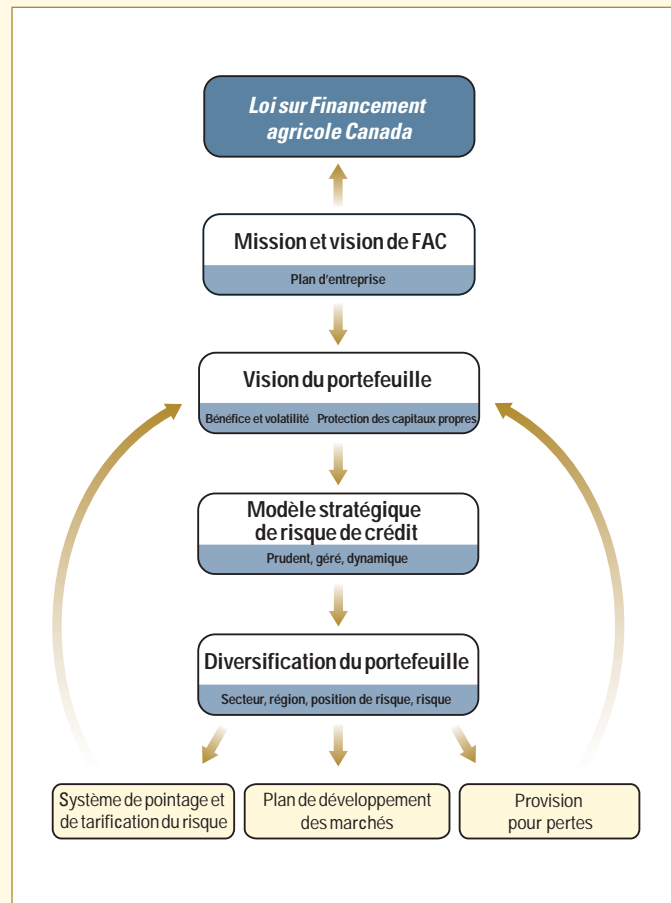 Loi sur Financement
agricole Canada
Mission et vision de FAC
Plan d'entreprise
Vision du portefeuille
Bénéfice et volatilité Protection des capitaux propres
Modèle stratégique
de risque de crédit
Prudent, géré, dynamique
Diversification du portefeuille
Secteur, région, position de risque, risque
Système de pointage et
de tarification du risque
Plan de développement
des marchés
Provision
pour pertes